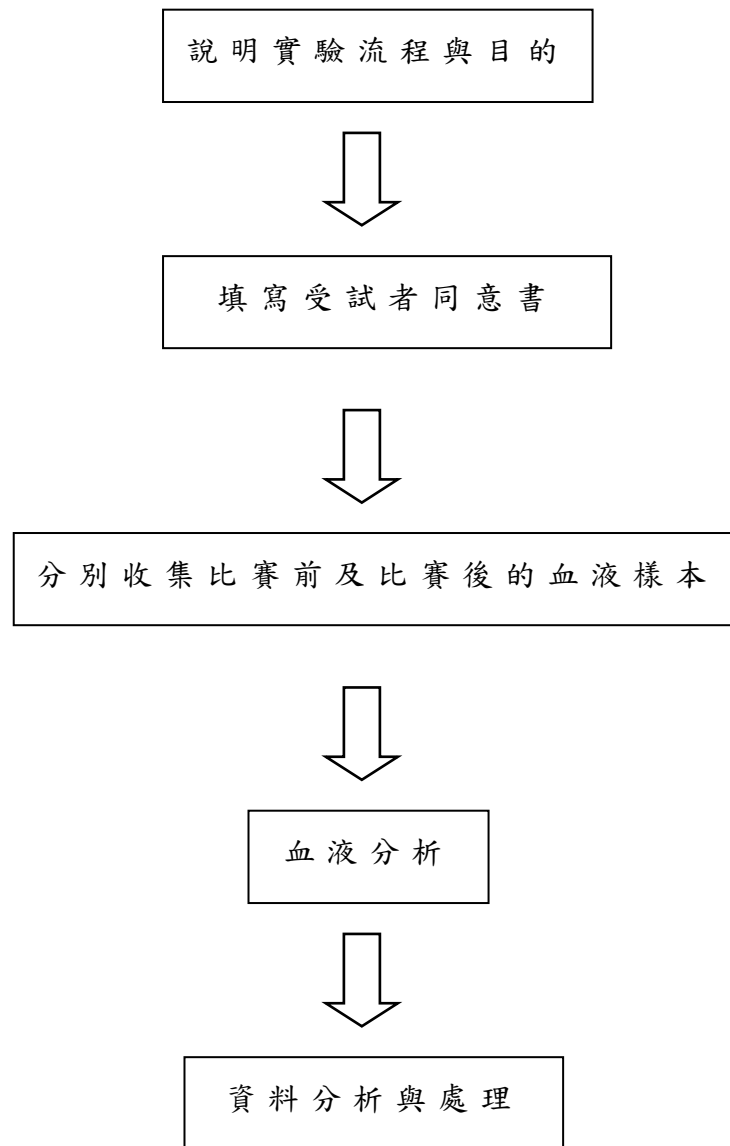 說明實驗流程與目的
填寫受試者同意書
分別收集比賽前及比賽後的血液樣本
血液分析
資料分析與處理